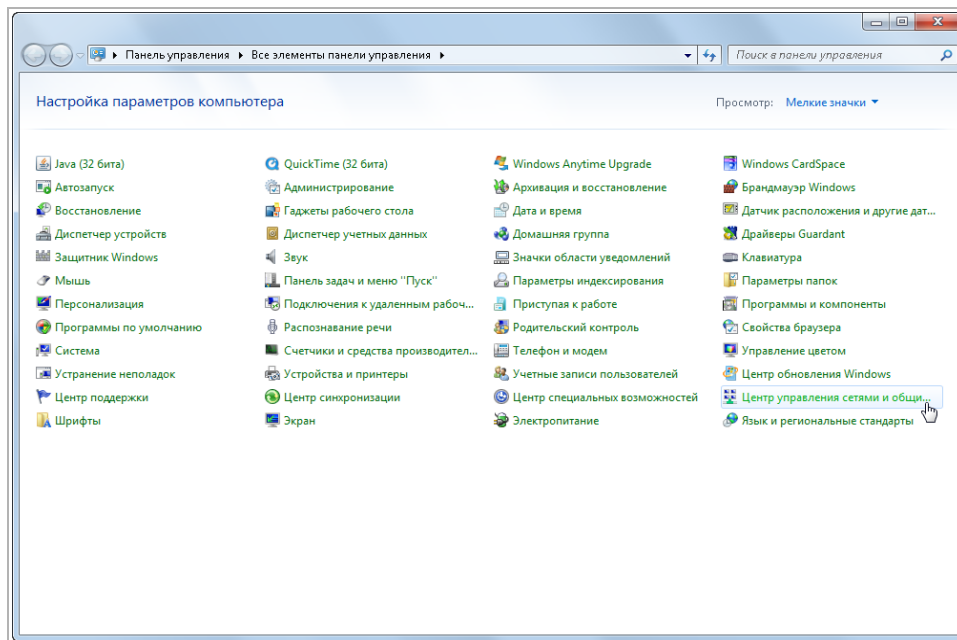 Панель управления Все элементы панели управления Поиск в панели управления
Настройка параметров компьютера Просмотр: Мелкие значки
Java (32 бита) QuickTime (32 бита) Windows Anytime Upgrade Windows CardSpace
Автозапуск Администрирование Архивация и восстановление Брандмауэр Windows
Восстановление Гаджеты рабочего стола Дата и время Датчик расположения и другие дат...
Диспетчер устройств Диспетчер учетных данных Домашняя группа Драйверы Guardant
Защитник Windows Звук Значки области уведомлений Клавиатура
Мышь Панель задач и меню "Пуск" Параметры индексирования Параметры папок
Персонализация Подключения к удаленным рабоч... Приступая к работе Программы и компоненты
Программы по умолчанию Распознавание речи Родительский контроль Свойства браузера
Система Счетчики и средства производител... Телефон и модем Управление цветом
Устранение неполадок Устройства и принтеры Учетные записи пользователей Центр обновления Windows
Центр поддержки Центр синхронизации Центр специальных возможностей Центр управления сетями и общи...
Шрифты Экран Электропитание Язык и региональные стандарты